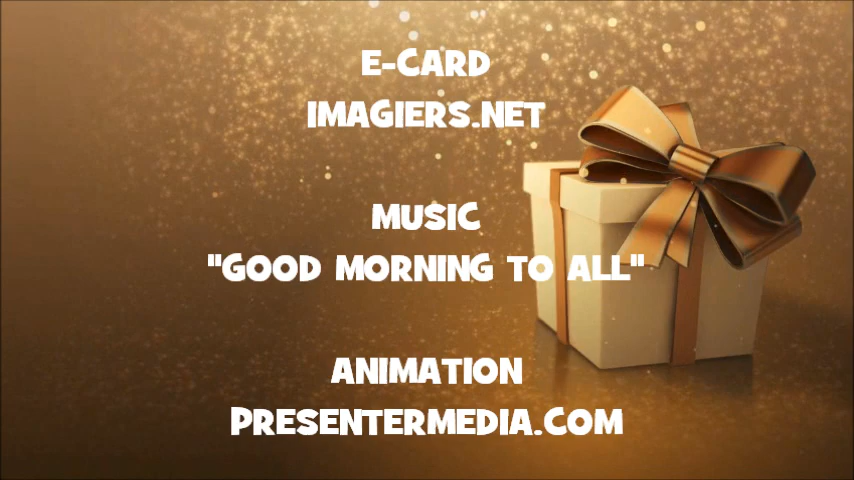 E-CARD
IMAGIERS.NET
MUSIC
"GOOD MORNING TO ALL"
ANIMATION
PRESENTERMEDIA.COM